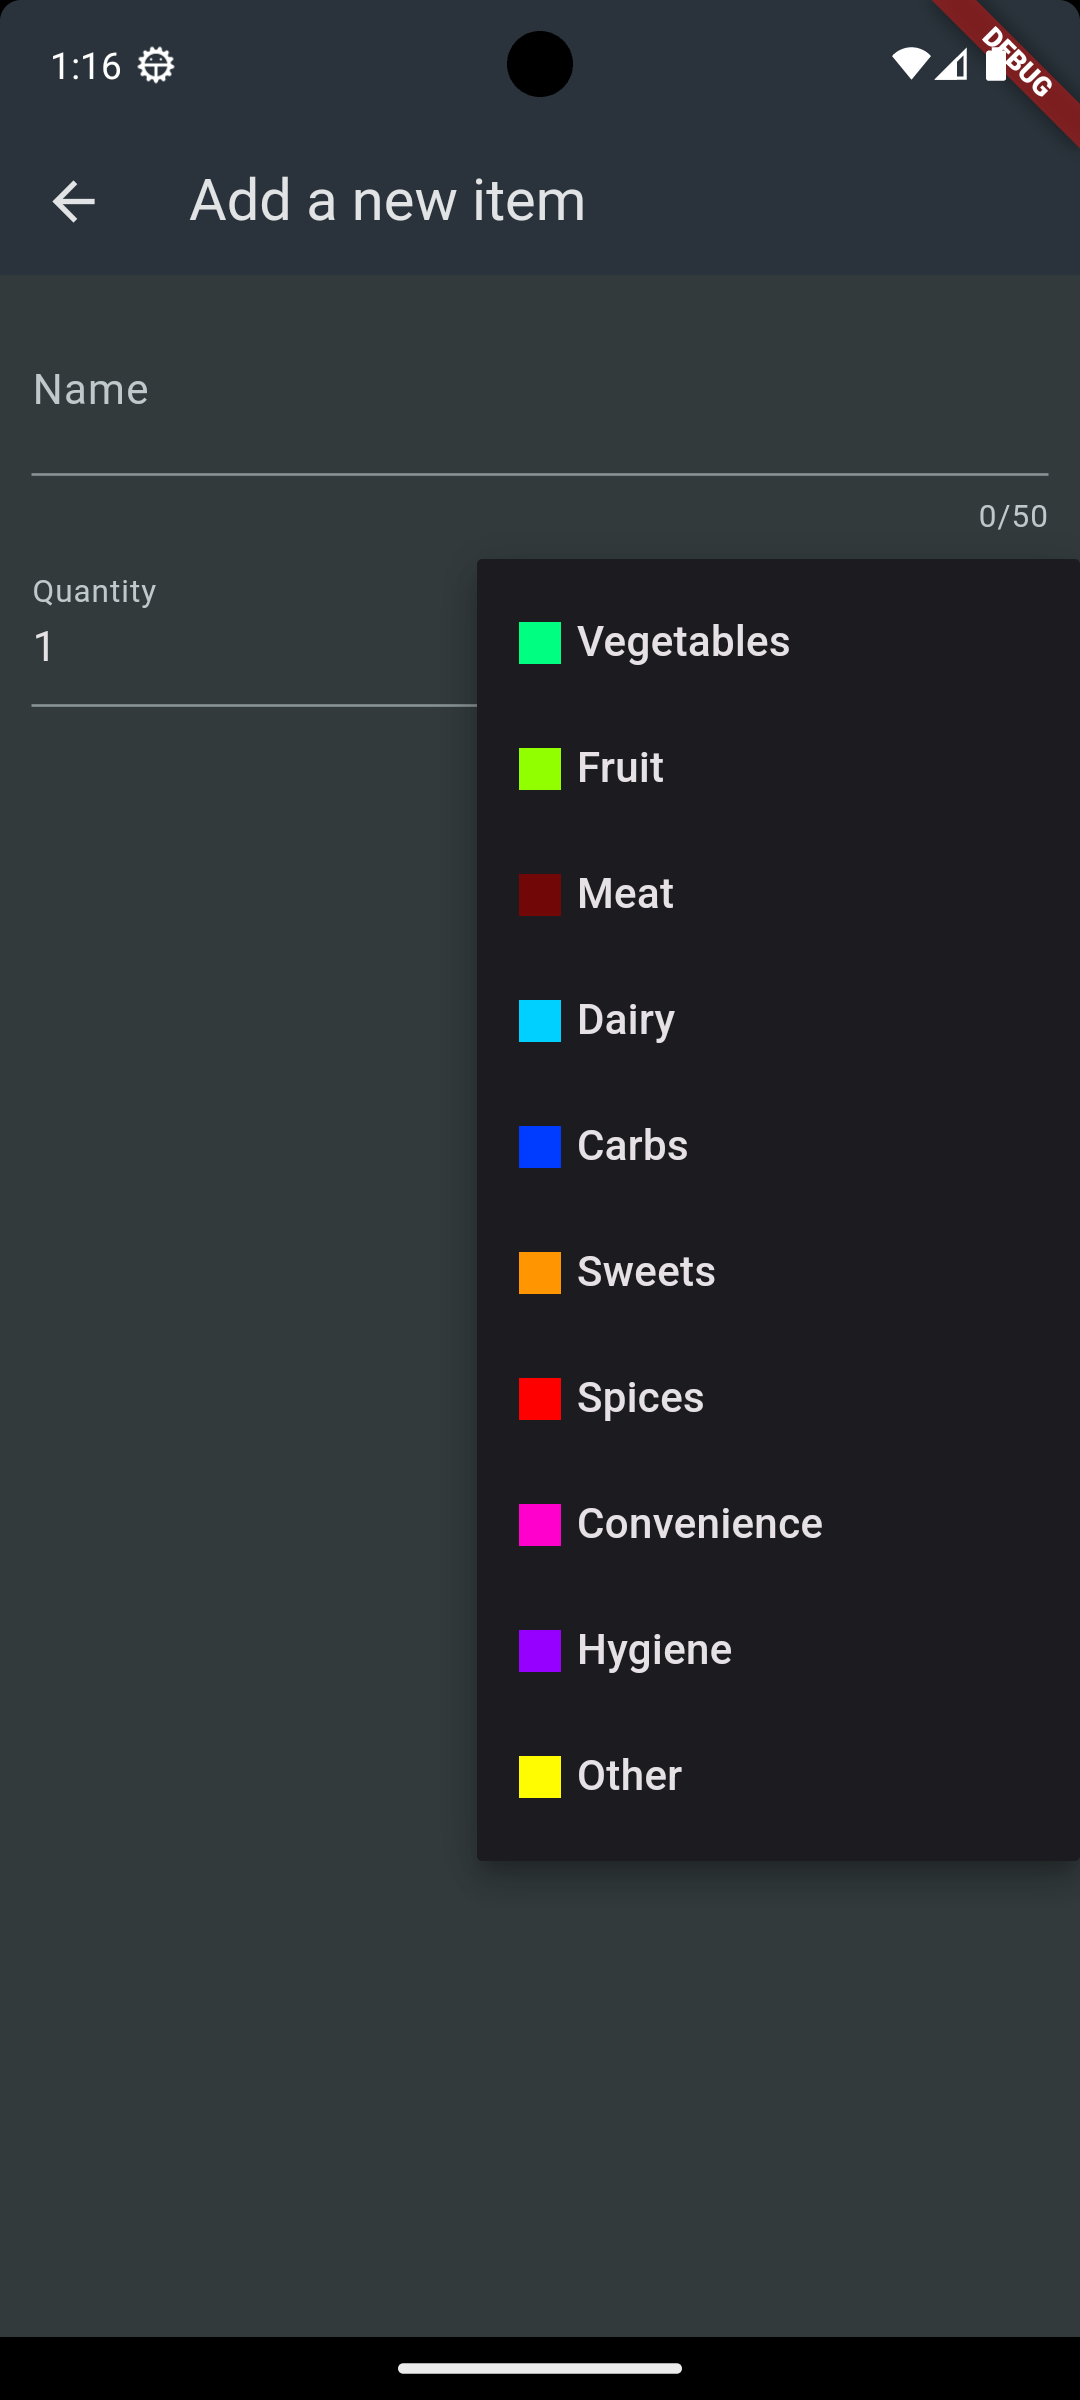 1:16
DEBUG
Add a new item
Name
0/50
Quantity
1
Vegetables
Fruit
Meat
Dairy
Carbs
Sweets
Spices
Convenience
Hygiene
Other